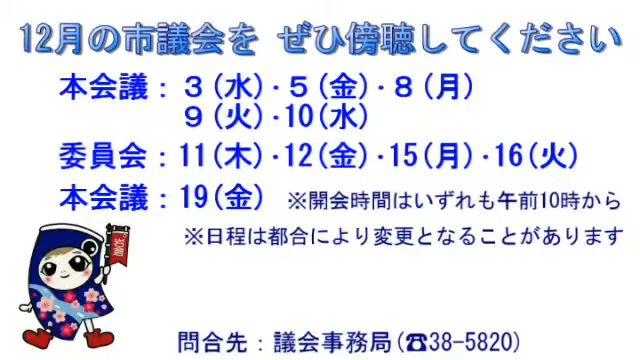 12月の市議会を ぜひ傍聴してください
本会議：３(水)・５(金)・８(月)
９(火)・10(水)
委員会：11(木)・12(金)・15(月)・16(火)
本会議：19(金) ※開会時間はいずれも午前10時から
※日程は都合により変更となることがあります
岩倉
問合先：議会事務局(☎38-5820)